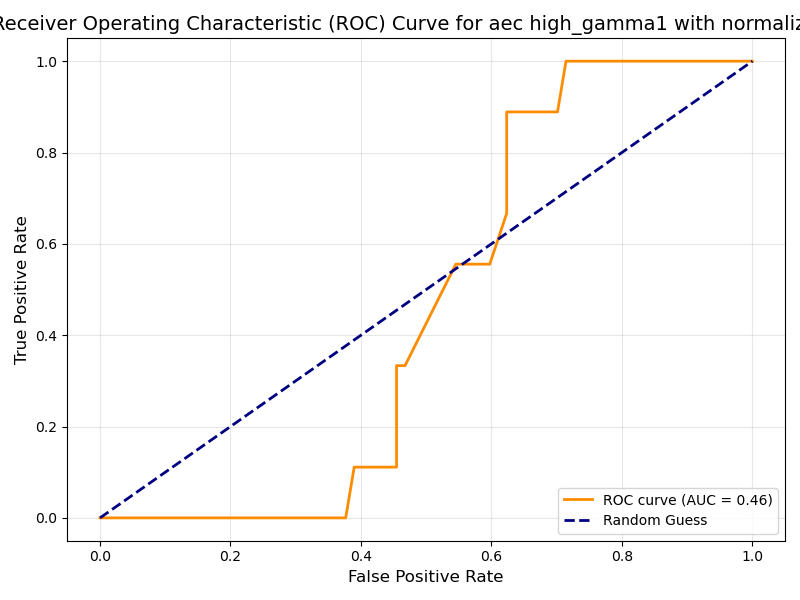 Receiver Operating Characteristic (ROC) Curve for aec high_gamma1 with
1.0
0.8
0.6
0.4
0.2
0.0
True Positive Rate
0.0 0.2 0.4 0.6 0.8 1.0
False Positive Rate
ROC curve (AUC = 0.46)
Random Guess